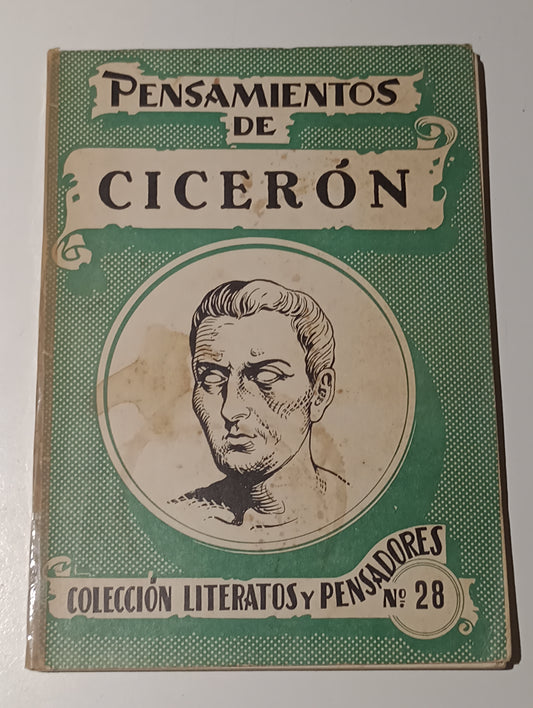 PENSAMIENTOS
DE
CICERÓN
COLECCIÓN LITERATOS Y PENSADORES
Nº 28